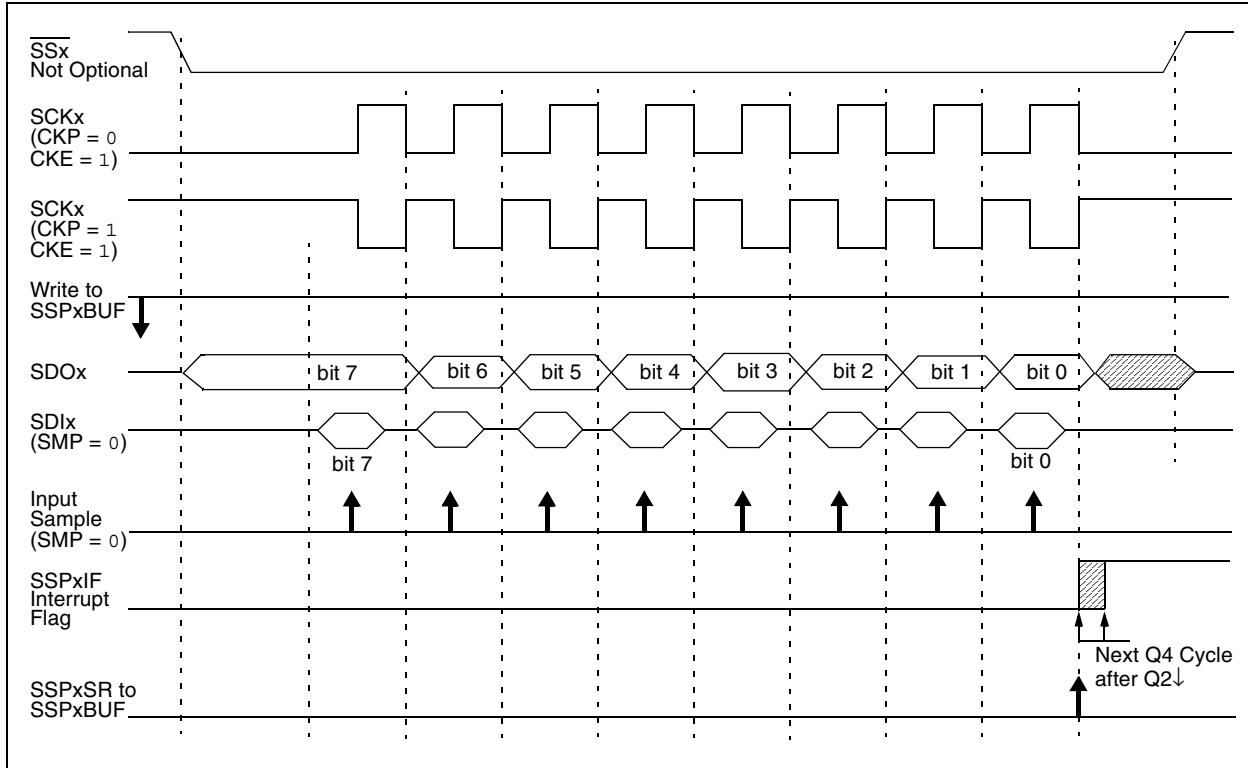 SSx
Not Optional
SCKx
(CKP = 0
CKE = 1)
SCKx
(CKP = 1
CKE = 1)
Write to
SSPxBUF
SDOx
bit 7
bit 6
bit 5
bit 4
bit 3
bit 2
bit 1
bit 0
SDIx
(SMP = 0)
bit 7
bit 0
Input
Sample
(SMP = 0)
SSPxIF
Interrupt
Flag
Next Q4 Cycle
after Q2↓
SSPxSR to
SSPxBUF